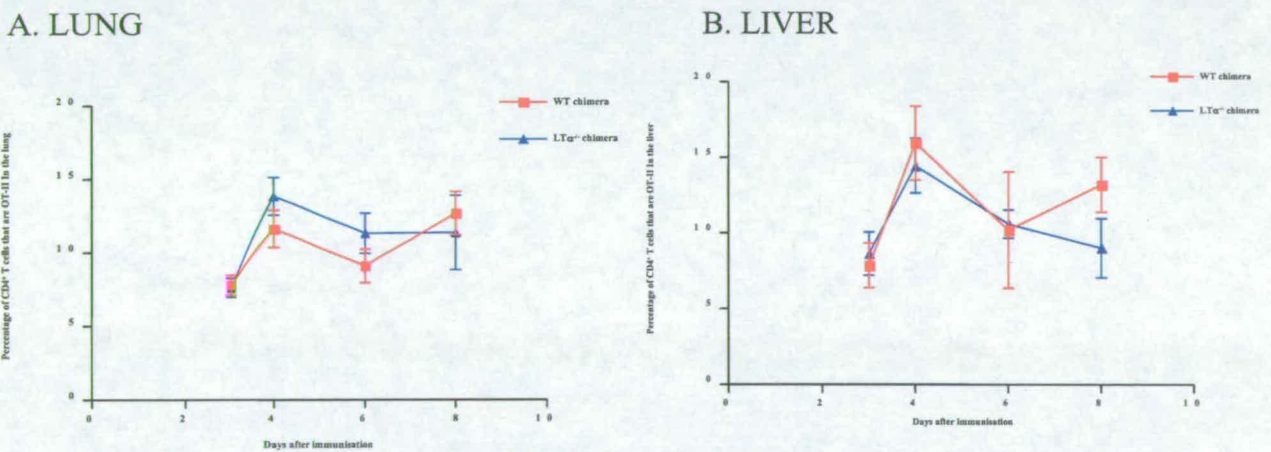 A. LUNG
Percentage of CD4⁺ T cells that are OT-II In the lung
20
15
10
5
0
0 2 4 6 8 10
Days after immunisation
WT chimera
LTα⁻/⁻ chimera
B. LIVER
Percentage of CD4⁺ T cells that are OT-II In the liver
20
15
10
5
0
0 2 4 6 8 10
Days after immunisation
WT chimera
LTα⁻/⁻ chimera